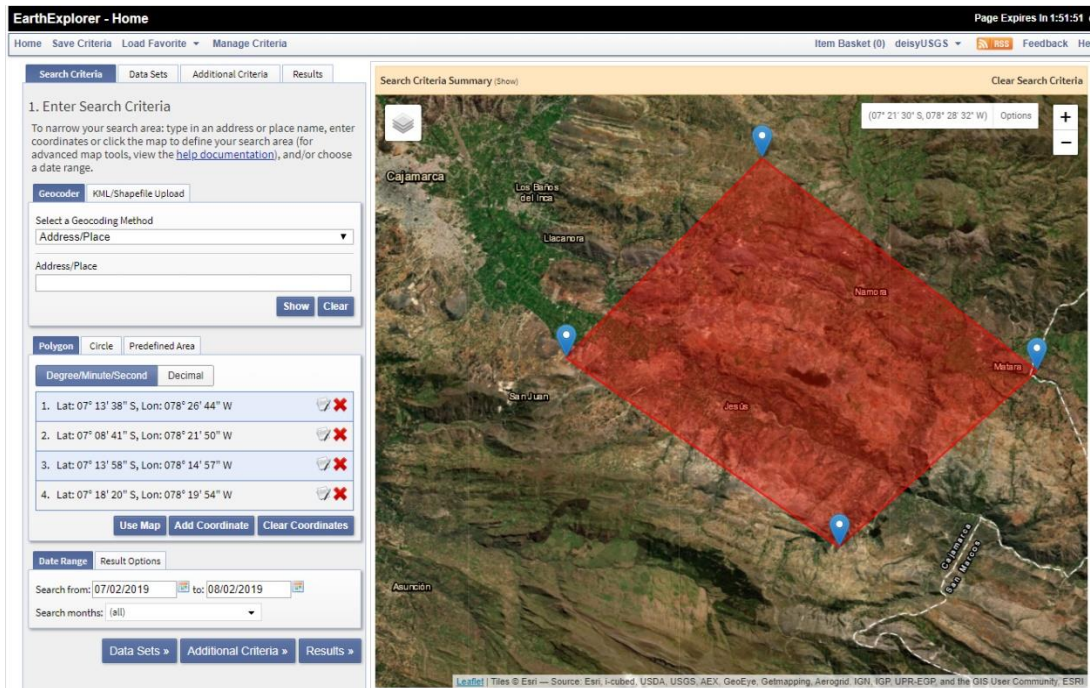 EarthExplorer - Home
Page Expires In 1:51:51
Home Save Criteria Load Favorite Manage Criteria
Item Basket (0) deisyUSGS RSS Feedback He
Search Criteria Data Sets Additional Criteria Results
1. Enter Search Criteria
To narrow your search area: type in an address or place name, enter
coordinates or click the map to define your search area (for
advanced map tools, view the help documentation), and/or choose
a date range.
Geocoder KML/Shapefile Upload
Select a Geocoding Method
Address/Place
Address/Place
Show Clear
Polygon Circle Predefined Area
Degree/Minute/Second Decimal
1. Lat: 07° 13' 38" S, Lon: 078° 26' 44" W
2. Lat: 07° 08' 41" S, Lon: 078° 21' 50" W
3. Lat: 07° 13' 58" S, Lon: 078° 14' 57" W
4. Lat: 07° 18' 20" S, Lon: 078° 19' 54" W
Use Map Add Coordinate Clear Coordinates
Date Range Result Options
Search from: 07/02/2019 to: 08/02/2019
Search months: (all)
Data Sets » Additional Criteria » Results »
Search Criteria Summary (Show)
Clear Search Criteria
(07° 21' 30" S, 078° 28' 32" W) Options
+
−
Cajamarca
Los Baños
del Inca
Llacanora
Namora
Matara
San Juan
Jesús
Cajamarca
San Marcos
Asunción
Leaflet | Tiles © Esri — Source: Esri, i-cubed, USDA, USGS, AEX, GeoEye, Getmapping, Aerogrid, IGN, IGP, UPR-EGP, and the GIS User Community, ESRI